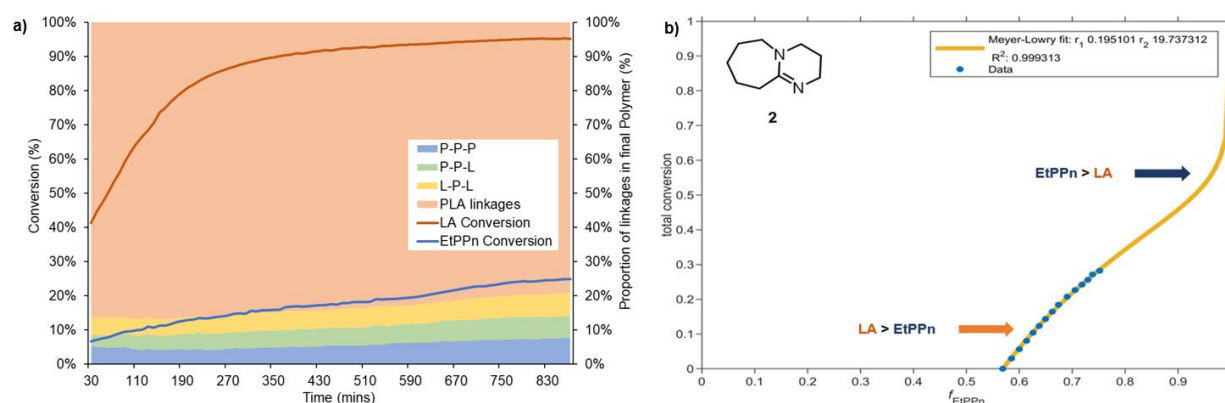 a)
100%
90%
80%
70%
60%
50%
40%
30%
20%
10%
0%
Conversion (%)
30 110 190 270 350 430 510 590 670 750 830
Time (mins)
P-P-P
P-P-L
L-P-L
PLA linkages
LA Conversion
EtPPn Conversion
100%
90%
80%
70%
60%
50%
40%
30%
20%
10%
0%
Proportion of linkages in final Polymer (%)
b)
1
0.9
0.8
0.7
0.6
0.5
0.4
0.3
0.2
0.1
0
total conversion
N
N
2
Meyer-Lowry fit: r1 0.195101 r2 19.737312
R2: 0.999313
Data
EtPPn > LA
LA > EtPPn
0 0.1 0.2 0.3 0.4 0.5 0.6 0.7 0.8 0.9
fEtPPn